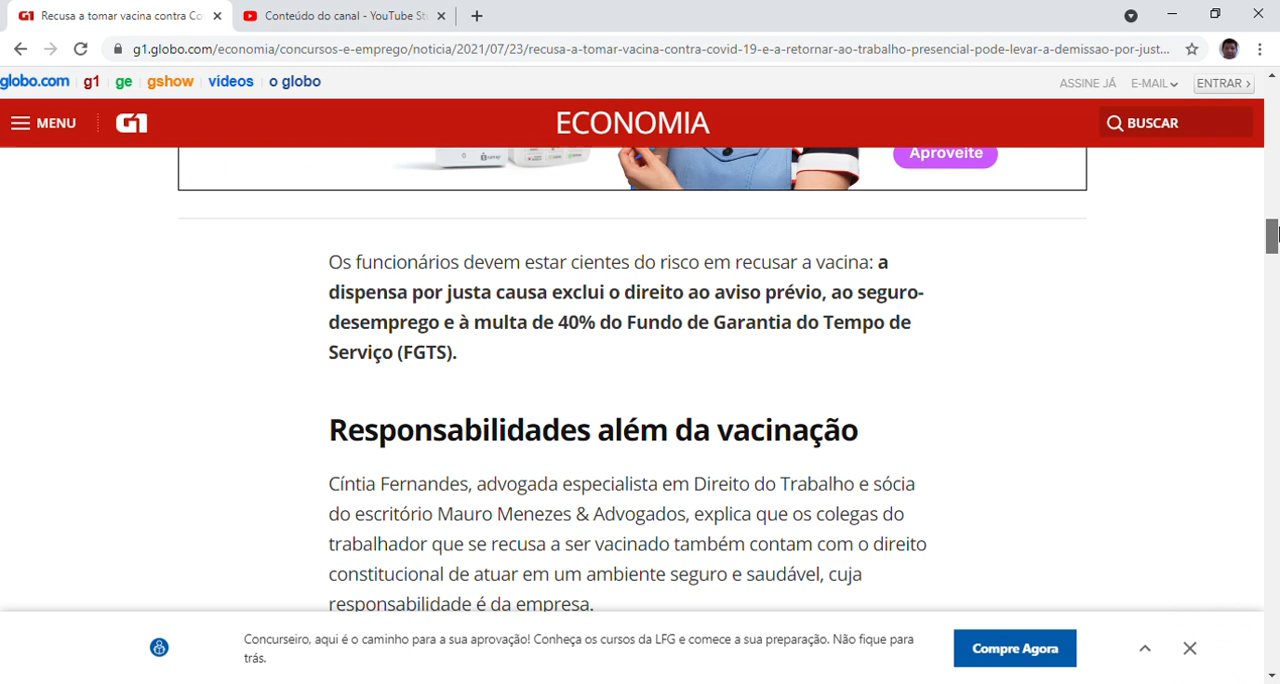 Recusa a tomar vacina contra Co
Conteúdo do canal - YouTube St
g1.globo.com/economia/concursos-e-emprego/noticia/2021/07/23/recusa-a-tomar-vacina-contra-covid-19-e-a-retornar-ao-trabalho-presencial-pode-levar-a-demissao-por-just...
globo.com g1 ge gshow vídeos o globo
ASSINE JÁ E-MAIL ENTRAR
MENU G1 ECONOMIA BUSCAR
Aproveite
Os funcionários devem estar cientes do risco em recusar a vacina: a
dispensa por justa causa exclui o direito ao aviso prévio, ao seguro-
desemprego e à multa de 40% do Fundo de Garantia do Tempo de
Serviço (FGTS).
Responsabilidades além da vacinação
Cíntia Fernandes, advogada especialista em Direito do Trabalho e sócia
do escritório Mauro Menezes & Advogados, explica que os colegas do
trabalhador que se recusa a ser vacinado também contam com o direito
constitucional de atuar em um ambiente seguro e saudável, cuja
responsabilidade é da empresa.
Concurseiro, aqui é o caminho para a sua aprovação! Conheça os cursos da LFG e comece a sua preparação. Não fique para
trás.
Compre Agora